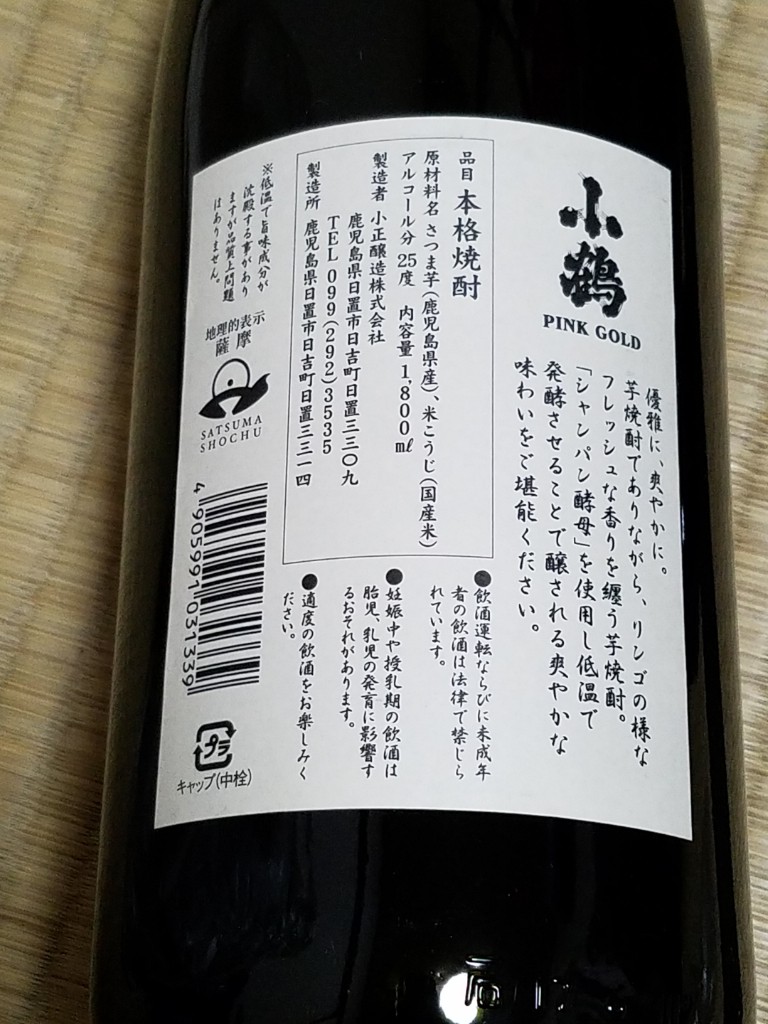 小鶴
PINK GOLD
優雅に、爽やかに。
芋焼酎でありながら、リンゴの様な
フレッシュな香りを纏う芋焼酎。
「シャンパン酵母」を使用し低温で
発酵させることで醸される爽やかな
味わいをご堪能ください。
品目 本格焼酎
原材料名 さつま芋(鹿児島県産)、米こうじ(国産米)
アルコール分 25度 内容量 1,800ml
製造者 小正醸造株式会社
鹿児島県日置市日吉町日置三三〇九
TEL 099(292)3535
製造所 鹿児島県日置市日吉町日置三三一四
●飲酒運転ならびに未成年
者の飲酒は法律で禁じら
れています。
●妊娠中や授乳期の飲酒は
胎児、乳児の発育に影響す
るおそれがあります。
●適度の飲酒をお楽しみく
ださい。
※低温で旨味成分が
沈殿する事があり
ますが品質上問題
はありません。
地理的表示
薩摩
SATSUMA
SHOCHU
4 905991 031339
プラ
キャップ(中栓)